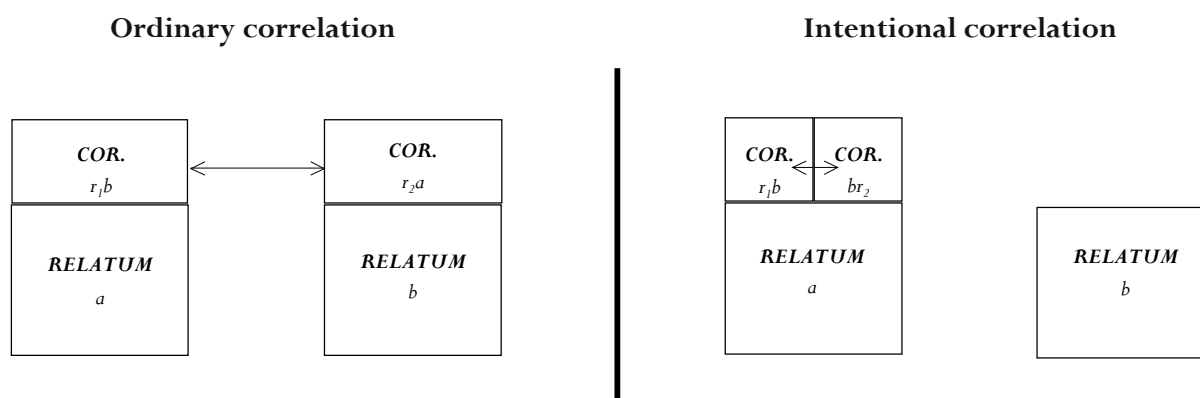 Ordinary correlation
COR.
r₁b
COR.
r₂a
RELATUM
a
RELATUM
b
Intentional correlation
COR.
r₁b
COR.
br₂
RELATUM
a
RELATUM
b